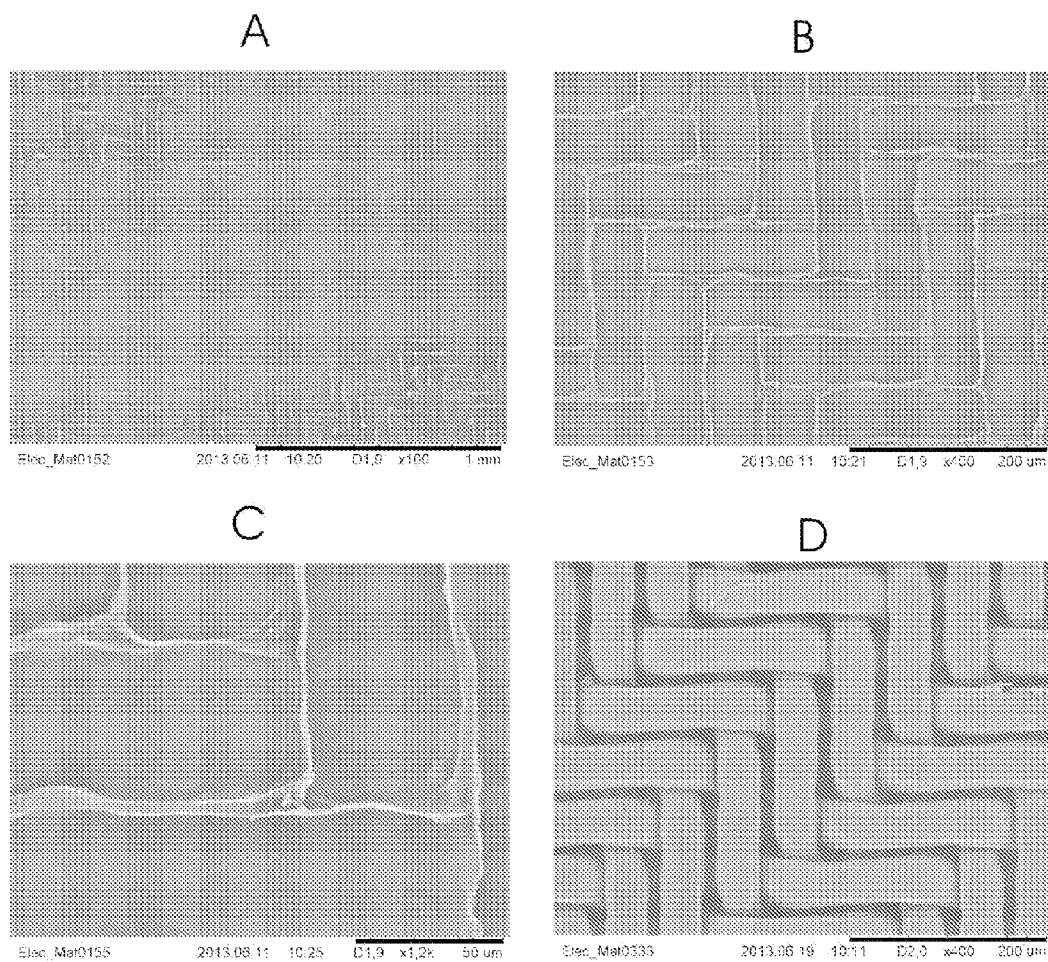 A
B
Elec_Mat0152 2013.06.11 10:20 D1,9 x100 1 mm
Elec_Mat0153 2013.06.11 10:21 D1,9 x400 200 um
C
D
Elec_Mat0155 2013.06.11 10:25 D1,9 x1,2k 50 um
Elec_Mat0333 2013.06.19 10:11 D2,0 x400 200 um